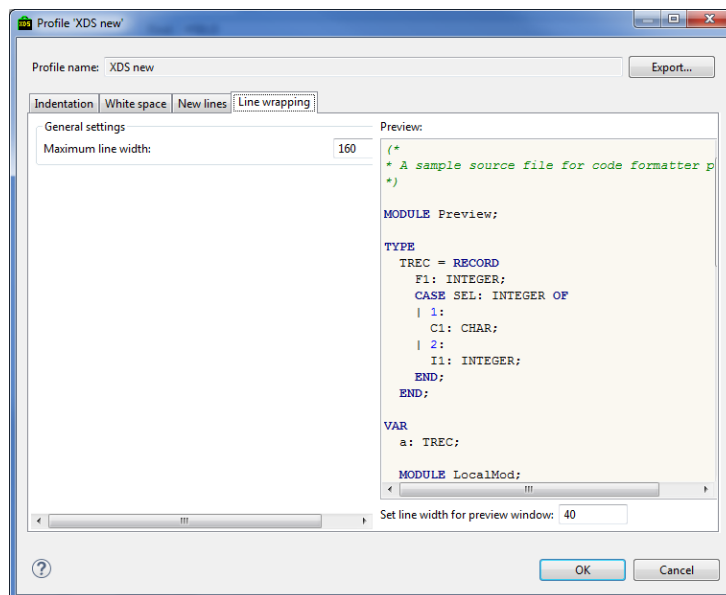 XDS Profile 'XDS new'
Profile name: XDS new Export...
Indentation White space New lines Line wrapping
General settings
Maximum line width: 160
Preview:
(*
* A sample source file for code formatter p
*)
MODULE Preview;
TYPE
TREC = RECORD
F1: INTEGER;
CASE SEL: INTEGER OF
| 1:
C1: CHAR;
| 2:
I1: INTEGER;
END;
END;
VAR
a: TREC;
MODULE LocalMod;
Set line width for preview window: 40
? OK Cancel